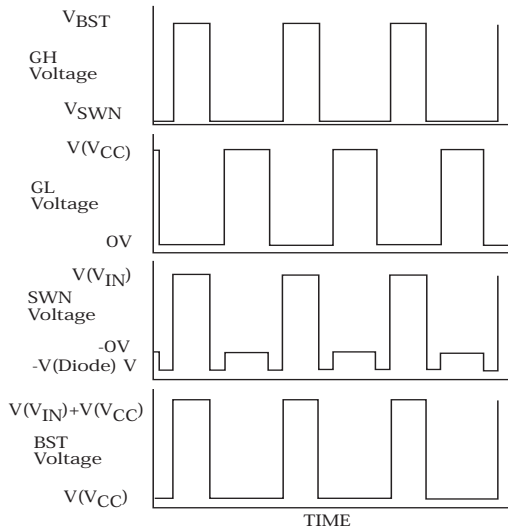 VBST
GH
Voltage
VSWN
V(VCC)
GL
Voltage
0V
V(VIN)
SWN
Voltage
-0V
-V(Diode) V
V(VIN)+V(VCC)
BST
Voltage
V(VCC)
TIME